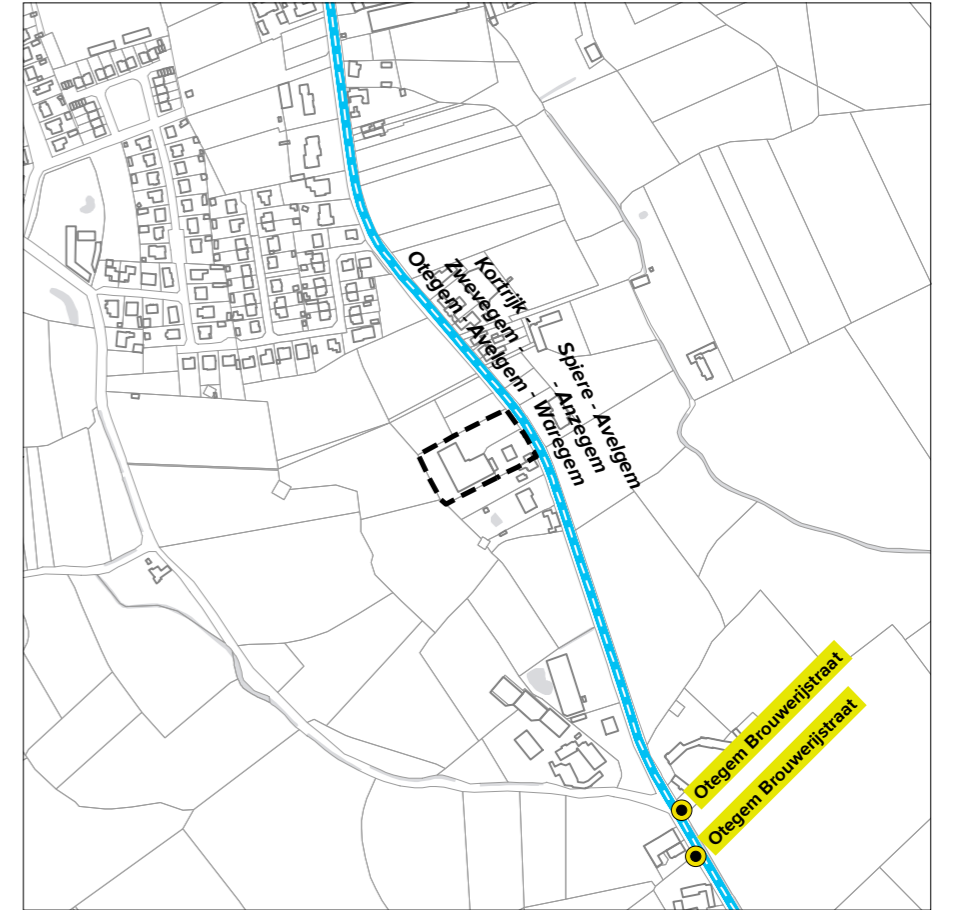 Kortrijk - Spiere - Avelgem
Zwevegem - - Anzegem
Otegem - Avelgem - Waregem
Otegem Brouwerijstraat
Otegem Brouwerijstraat